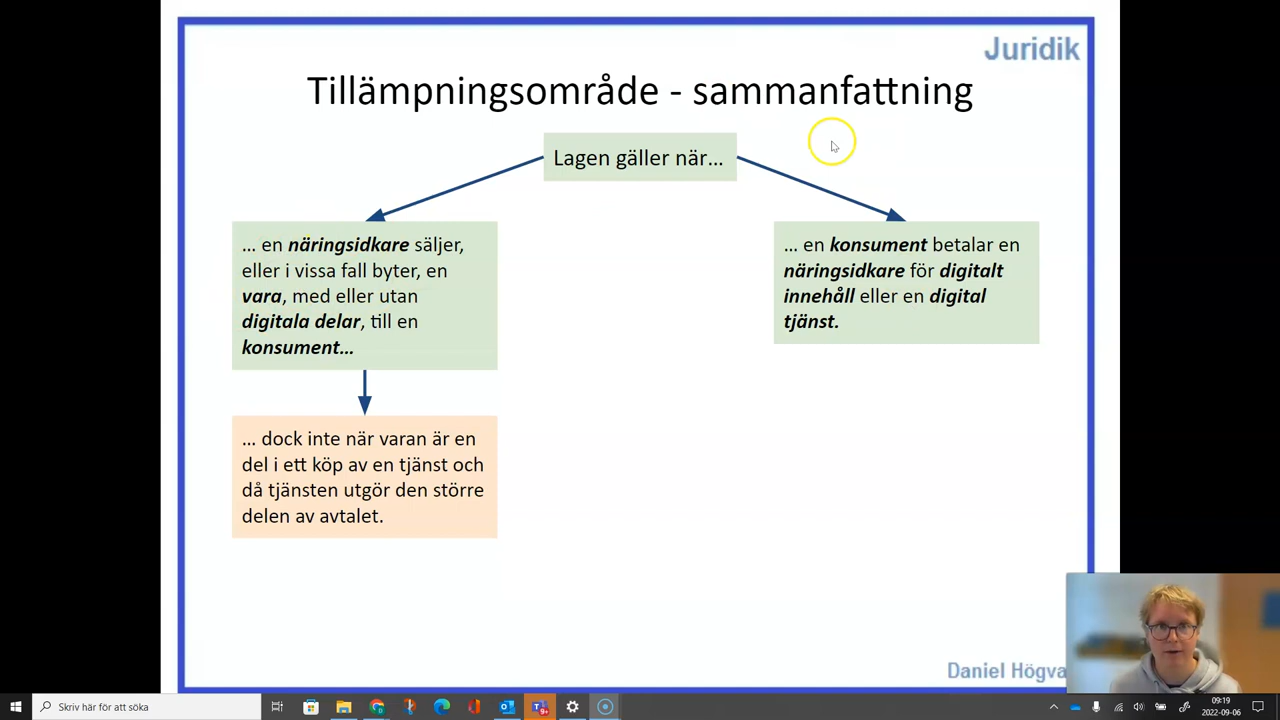 Juridik
Tillämpningsområde - sammanfattning
Lagen gäller när...
... en näringsidkare säljer,
eller i vissa fall byter, en
vara, med eller utan
digitala delar, till en
konsument...
... en konsument betalar en
näringsidkare för digitalt
innehåll eller en digital
tjänst.
... dock inte när varan är en
del i ett köp av en tjänst och
då tjänsten utgör den större
delen av avtalet.
Daniel Högva
Skriv här för att söka
9+
09:19
2022-09-06